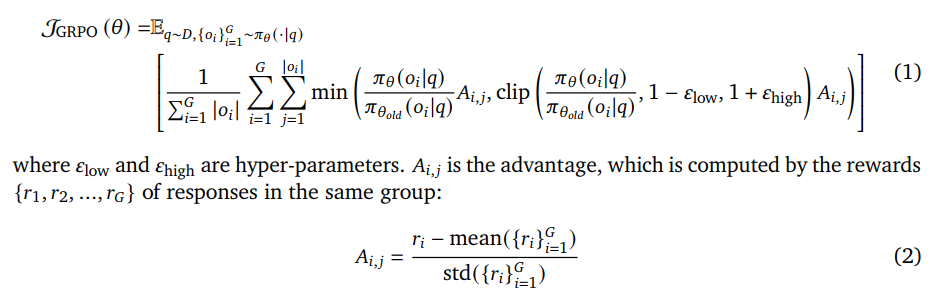 𝒥GRPO (θ) =𝔼q∼D,{oi}Gi=1∼πθ(·|q)
[ 1 / ∑Gi=1 |oi| ∑Gi=1 ∑|oi|j=1 min ( πθ(oi|q) / πθold(oi|q) Ai,j, clip ( πθ(oi|q) / πθold(oi|q) , 1 − εlow, 1 + εhigh ) Ai,j ) ] (1)
where εlow and εhigh are hyper-parameters. Ai,j is the advantage, which is computed by the rewards
{r1, r2, ..., rG} of responses in the same group:
Ai,j = ri − mean({ri}Gi=1) / std({ri}Gi=1) (2)